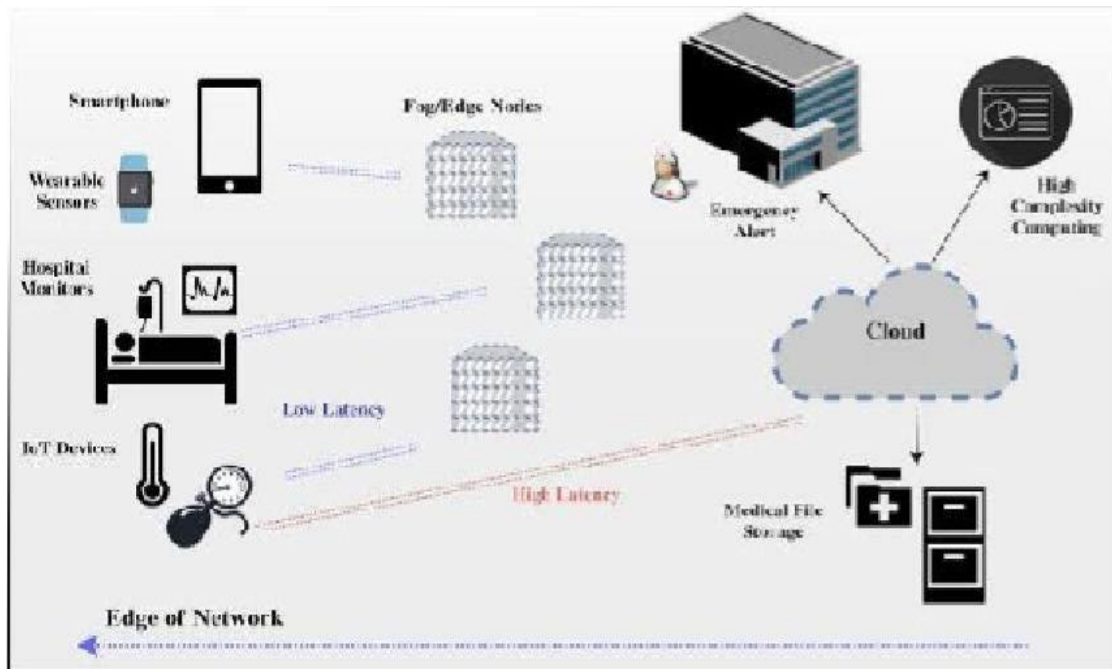 Smartphone
Fog/Edge Nodes
Wearable
Sensors
Emergency
Alert
High
Complexity
Computing
Hospital
Monitors
Cloud
Low Latency
IoT Devices
High Latency
Medical File
Storage
Edge of Network